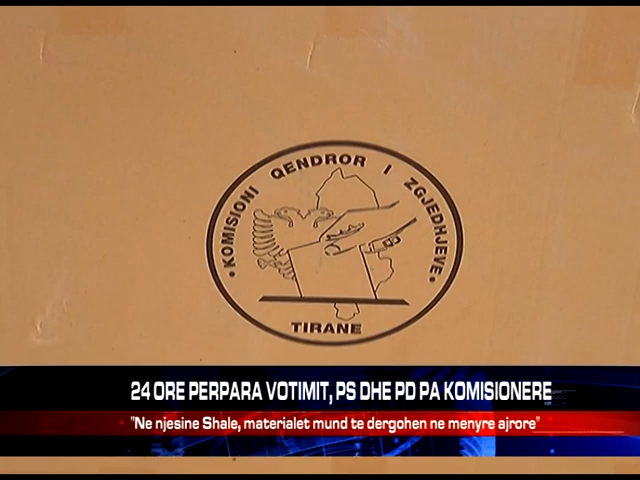 • KOMISIONI QENDROR I ZGJEDHJEVE •
TIRANE
24 ORE PERPARA VOTIMIT, PS DHE PD PA KOMISIONERE
"Ne njesine Shale, materialet mund te dergohen ne menyre ajrore"